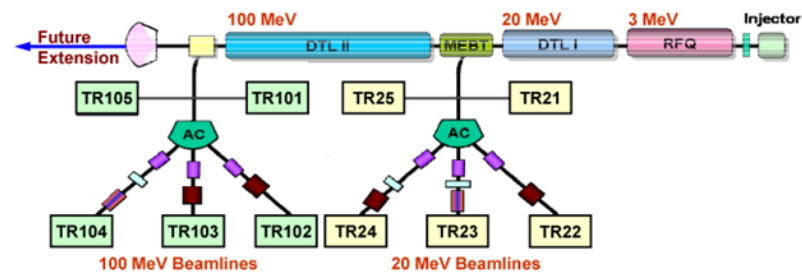 100 MeV
20 MeV
3 MeV
Injector
Future
Extension
DTL II
MEBT
DTL I
RFQ
TR105
TR101
TR25
TR21
AC
AC
TR104
TR103
TR102
TR24
TR23
TR22
100 MeV Beamlines
20 MeV Beamlines